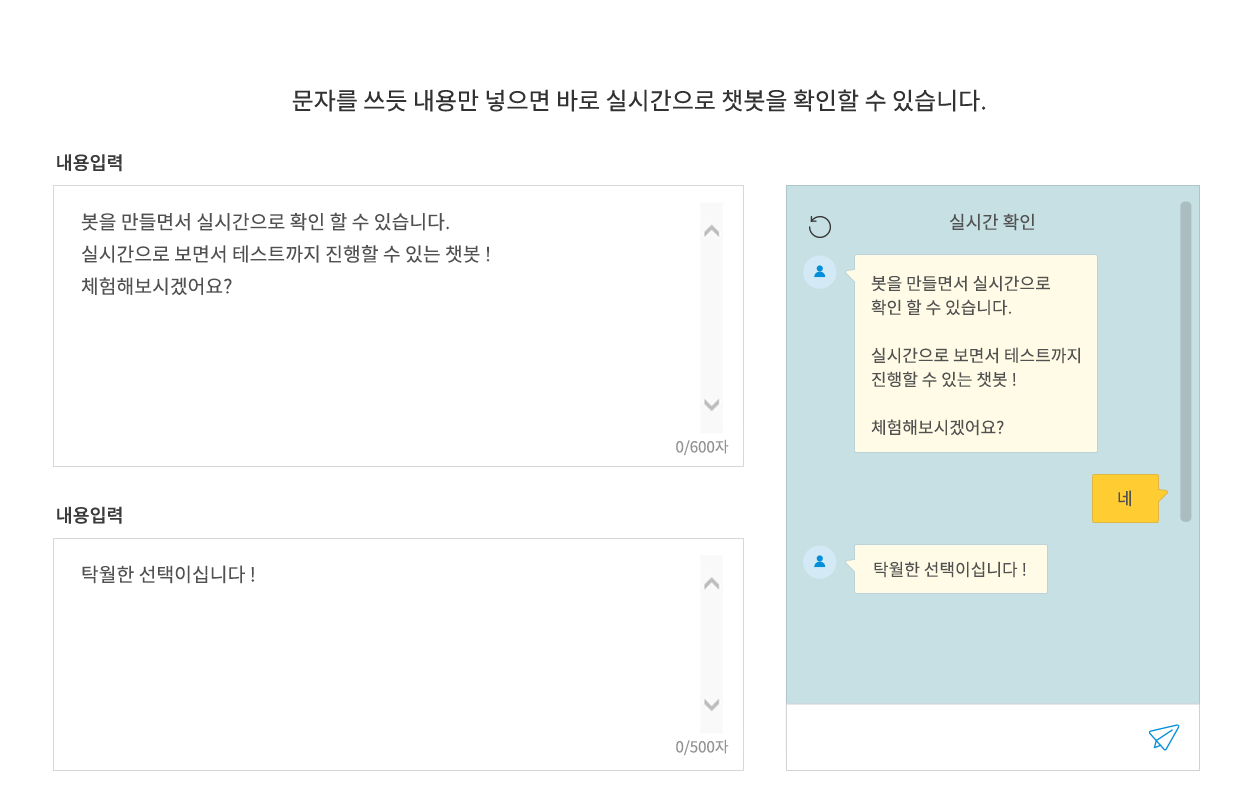 문자를 쓰듯 내용만 넣으면 바로 실시간으로 챗봇을 확인할 수 있습니다.
내용입력
봇을 만들면서 실시간으로 확인 할 수 있습니다.
실시간으로 보면서 테스트까지 진행할 수 있는 챗봇 !
체험해보시겠어요?
0/600자
내용입력
탁월한 선택이십니다 !
0/500자
실시간 확인
봇을 만들면서 실시간으로
확인 할 수 있습니다.
실시간으로 보면서 테스트까지
진행할 수 있는 챗봇 !
체험해보시겠어요?
네
탁월한 선택이십니다 !